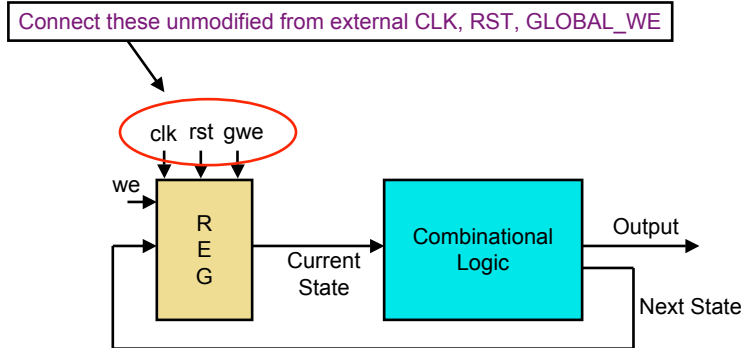 Connect these unmodified from external CLK, RST, GLOBAL_WE
clk rst gwe
we
R
E
G
Current
State
Combinational
Logic
Output
Next State